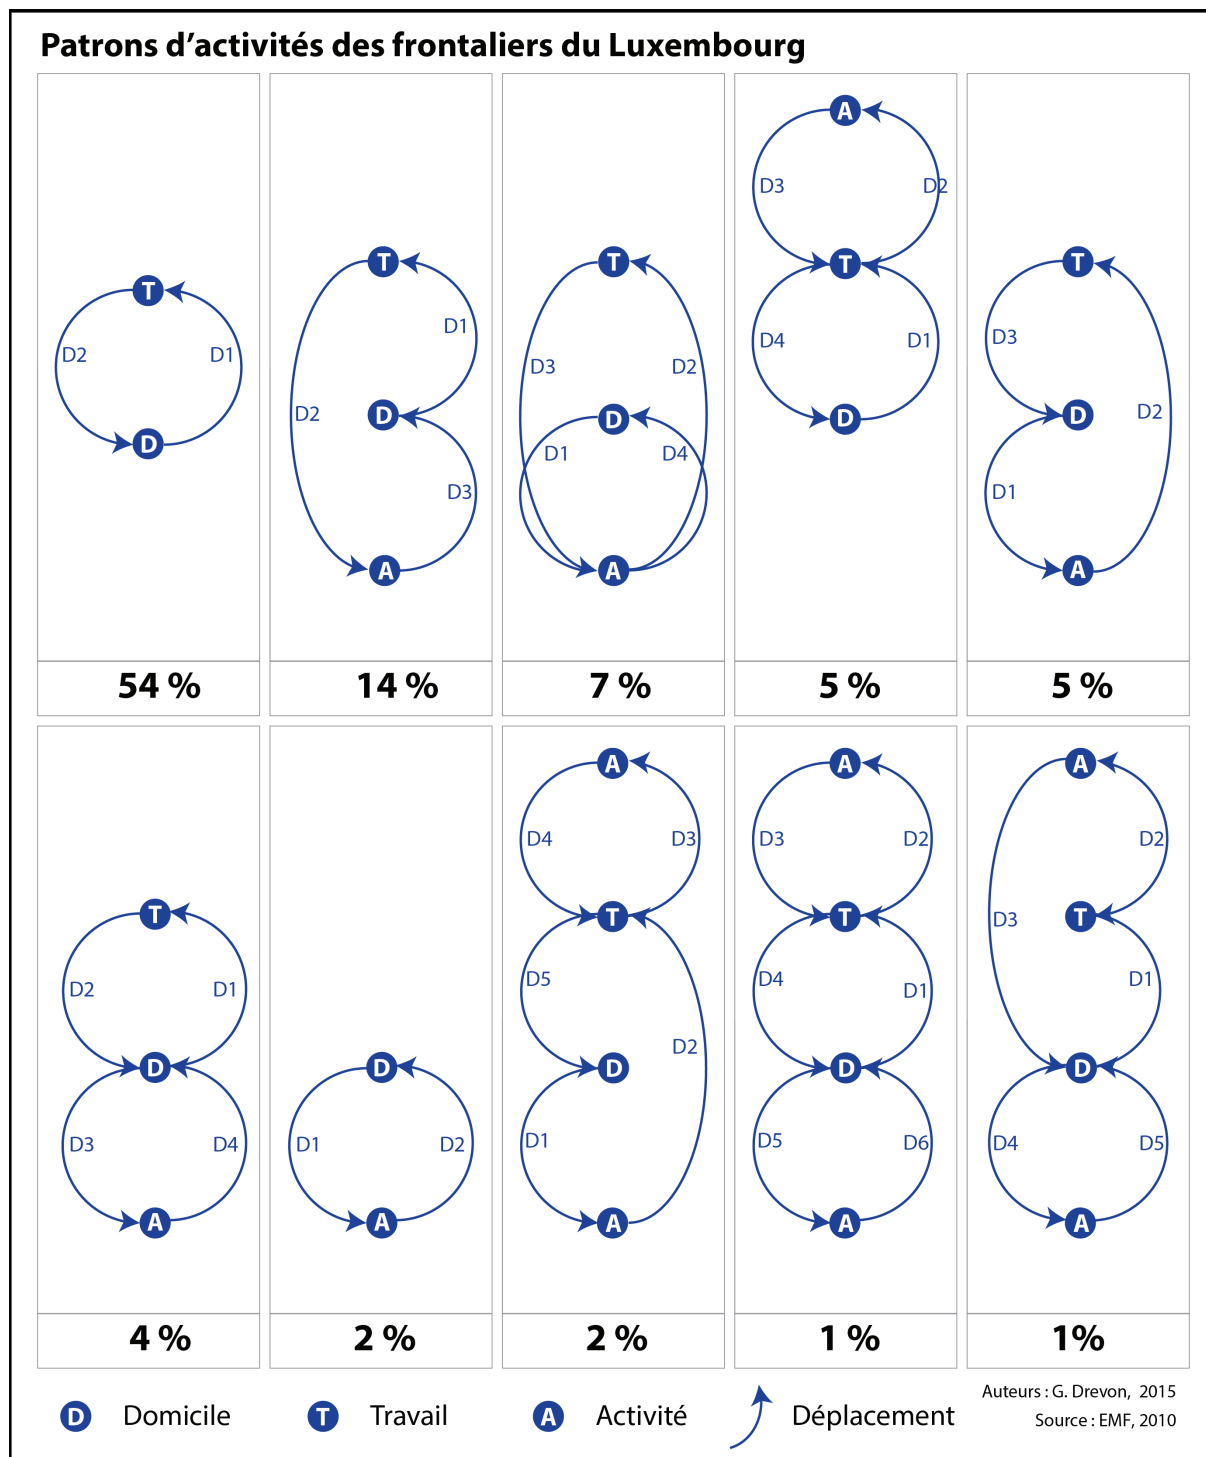 Patrons d’activités des frontaliers du Luxembourg
T
D2
D1
D
54 %
T
D1
D2
D
D3
A
14 %
T
D3
D2
D
D1
D4
A
7 %
A
D3
D2
T
D4
D1
D
5 %
T
D3
D2
D
D1
A
5 %
T
D2
D1
D
D3
D4
A
4 %
D
D1
D2
A
2 %
A
D4
D3
T
D5
D2
D
D1
A
2 %
A
D3
D2
T
D4
D1
D
D5
D6
A
1 %
A
D2
D3
T
D1
D
D4
D5
A
1%
D Domicile
T Travail
A Activité
Déplacement
Auteurs : G. Drevon, 2015
Source : EMF, 2010